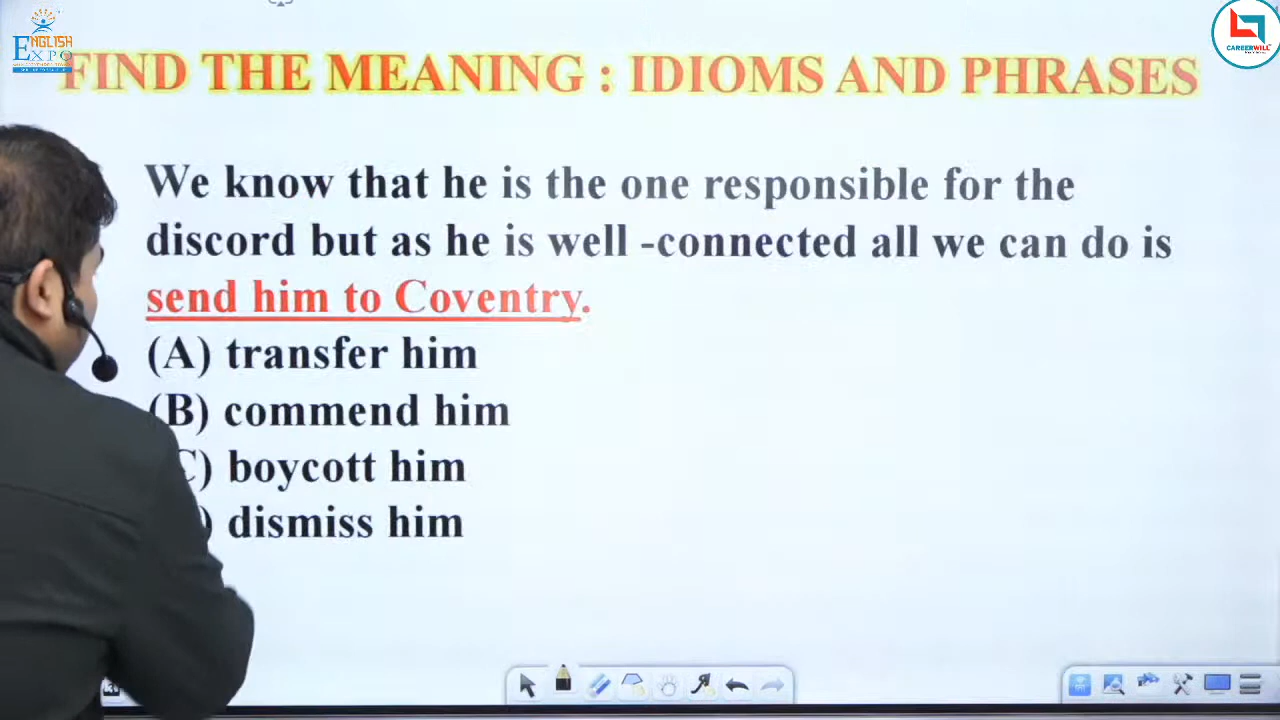 ENGLISH
EXPO
CAREERWILL
FIND THE MEANING : IDIOMS AND PHRASES
We know that he is the one responsible for the
discord but as he is well -connected all we can do is
send him to Coventry.
(A) transfer him
(B) commend him
C) boycott him
) dismiss him